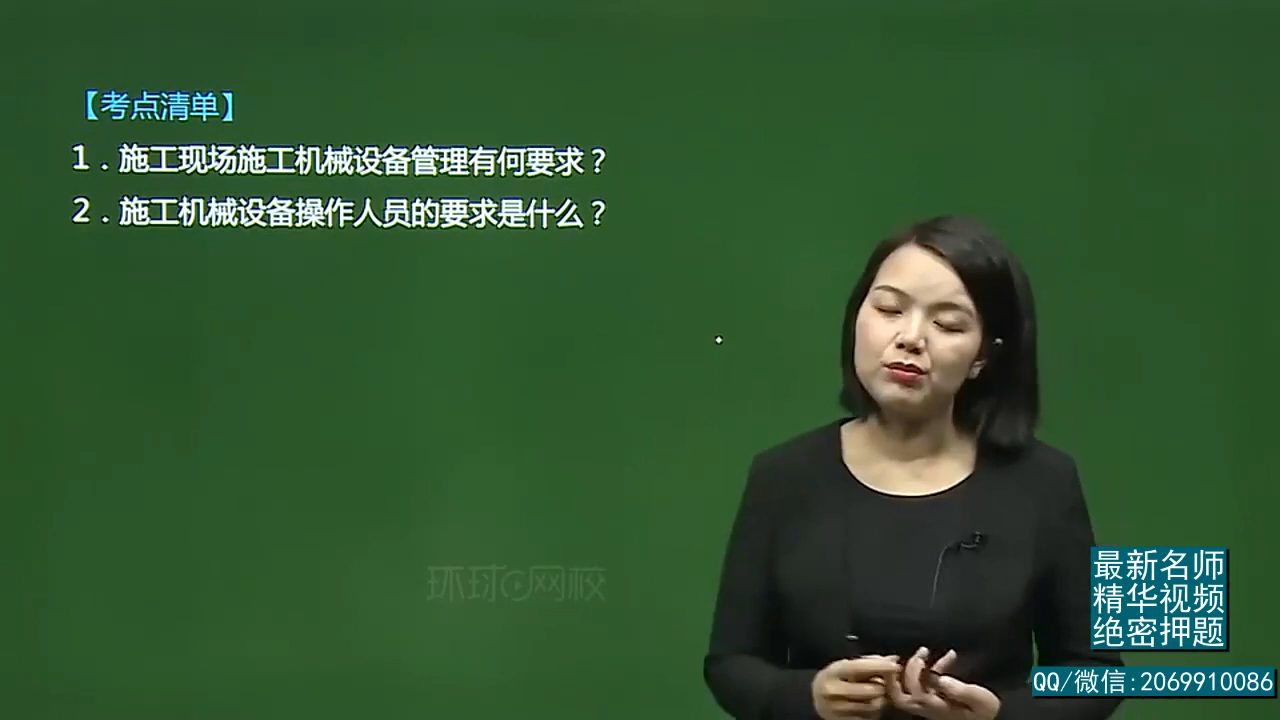 【考点清单】
1．施工现场施工机械设备管理有何要求？
2．施工机械设备操作人员的要求是什么？
环球网校
最新名师
精华视频
绝密押题
QQ/微信:2069910086